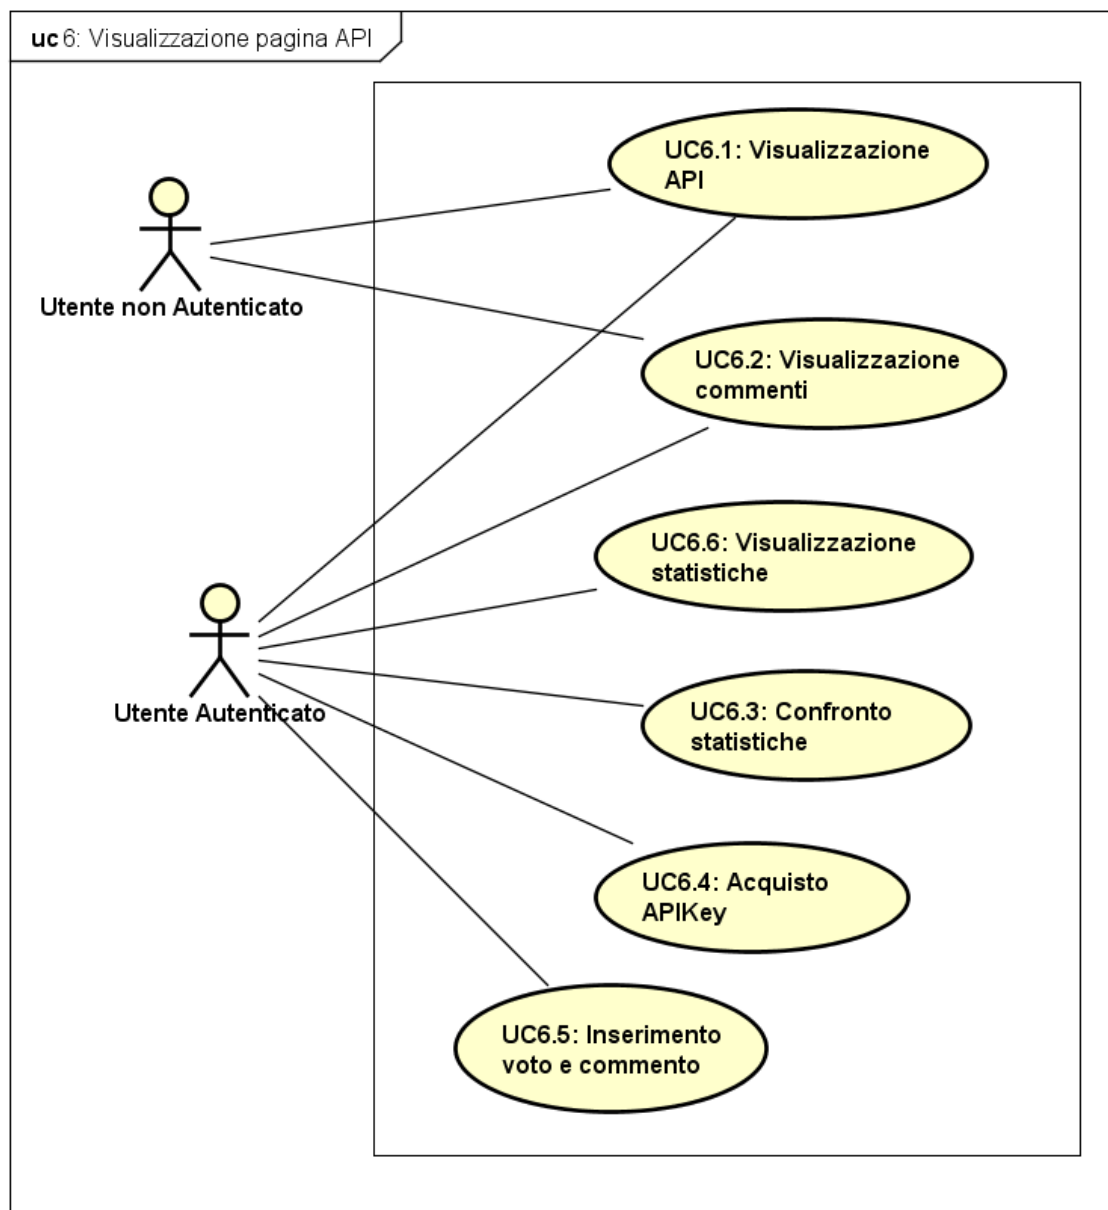 uc 6: Visualizzazione pagina API
UC6.1: Visualizzazione
API
Utente non Autenticato
UC6.2: Visualizzazione
commenti
UC6.6: Visualizzazione
statistiche
Utente Autenticato
UC6.3: Confronto
statistiche
UC6.4: Acquisto
APIKey
UC6.5: Inserimento
voto e commento